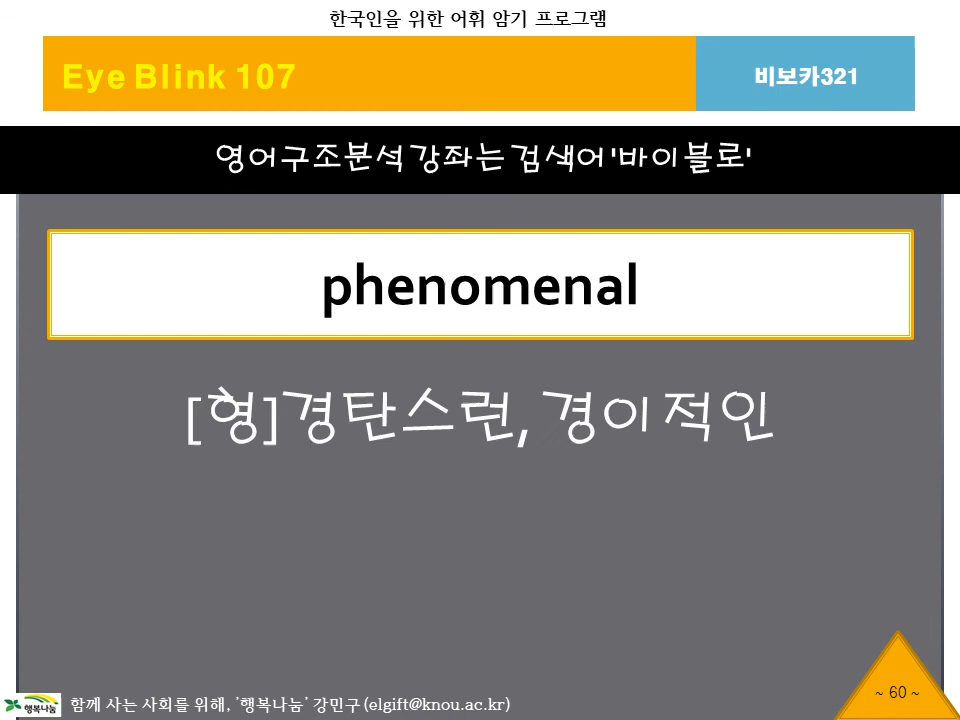 한국인을 위한 어휘 암기 프로그램
Eye Blink 107
비보카321
영어구조분석 강좌는 검색어 '바이블로'
phenomenal
[형]경탄스런, 경이적인
~ 60 ~
행복나눔
함께 사는 사회를 위해, '행복나눔' 강민구 (elgift@knou.ac.kr)